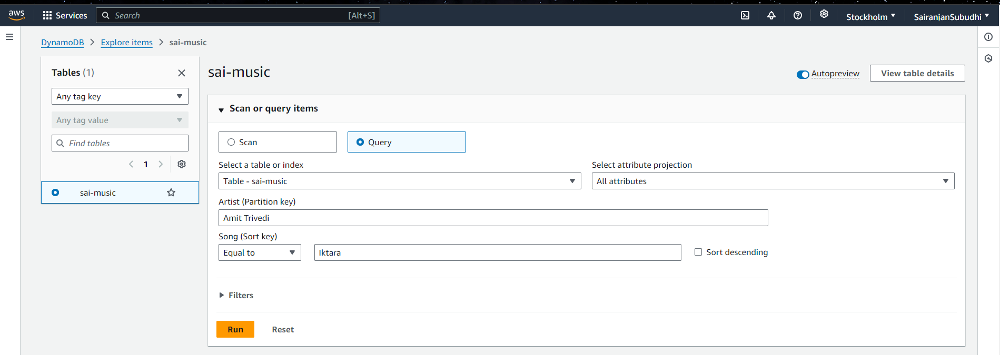 aws Services Search [Alt+S] Stockholm SairanjanSubudhi
DynamoDB Explore items sai-music
Tables (1)
Any tag key
Any tag value
Find tables
1
sai-music
sai-music
Autopreview View table details
Scan or query items
Scan Query
Select a table or index Select attribute projection
Table - sai-music All attributes
Artist (Partition key)
Amit Trivedi
Song (Sort key)
Equal to Iktara Sort descending
Filters
Run Reset